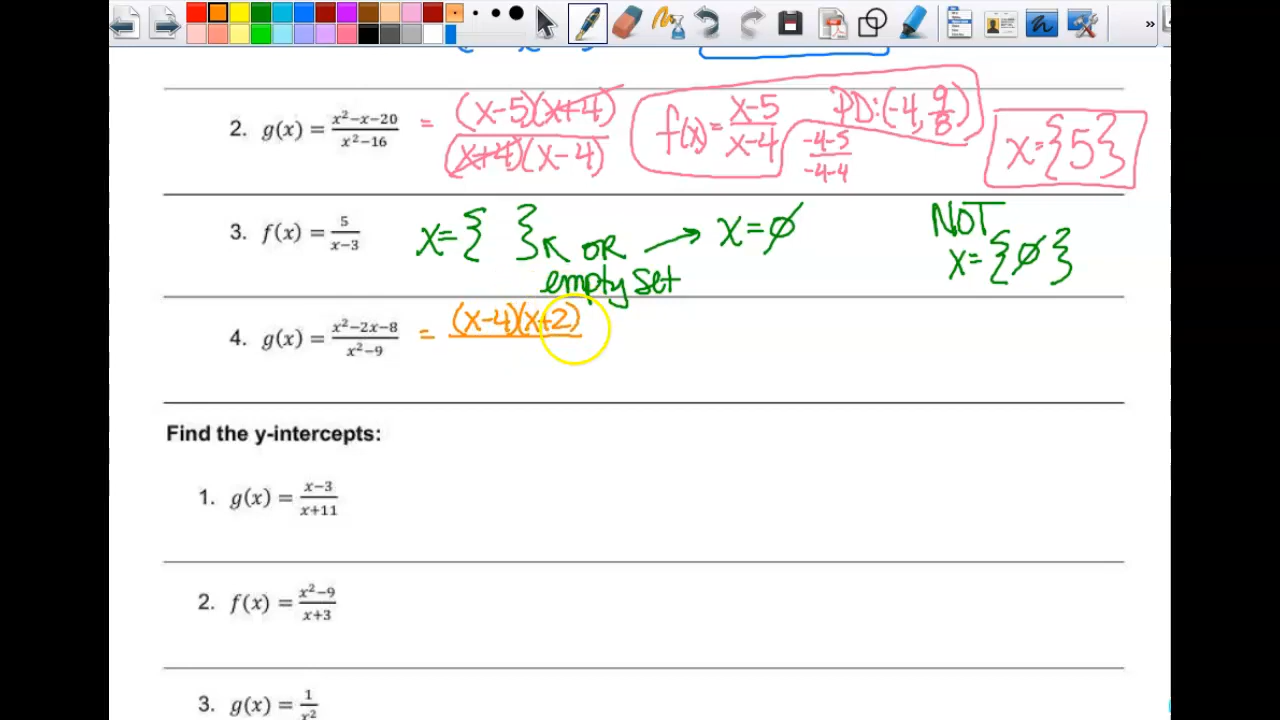 2. g(x) = x²−x−20 / x²−16 = (x-5)(x+4) / (x+4)(x-4) f(x) = x-5 / x-4 PD: (-4, 9/8) -4-5 / -4-4 x = {5}
3. f(x) = 5 / x−3 x = { } ↖ OR → x = ∅ NOT x = {∅}
empty set
4. g(x) = x²−2x−8 / x²−9 = (x-4)(x+2)
Find the y-intercepts:
1. g(x) = x−3 / x+11
2. f(x) = x²−9 / x+3
3. g(x) = 1 / x²